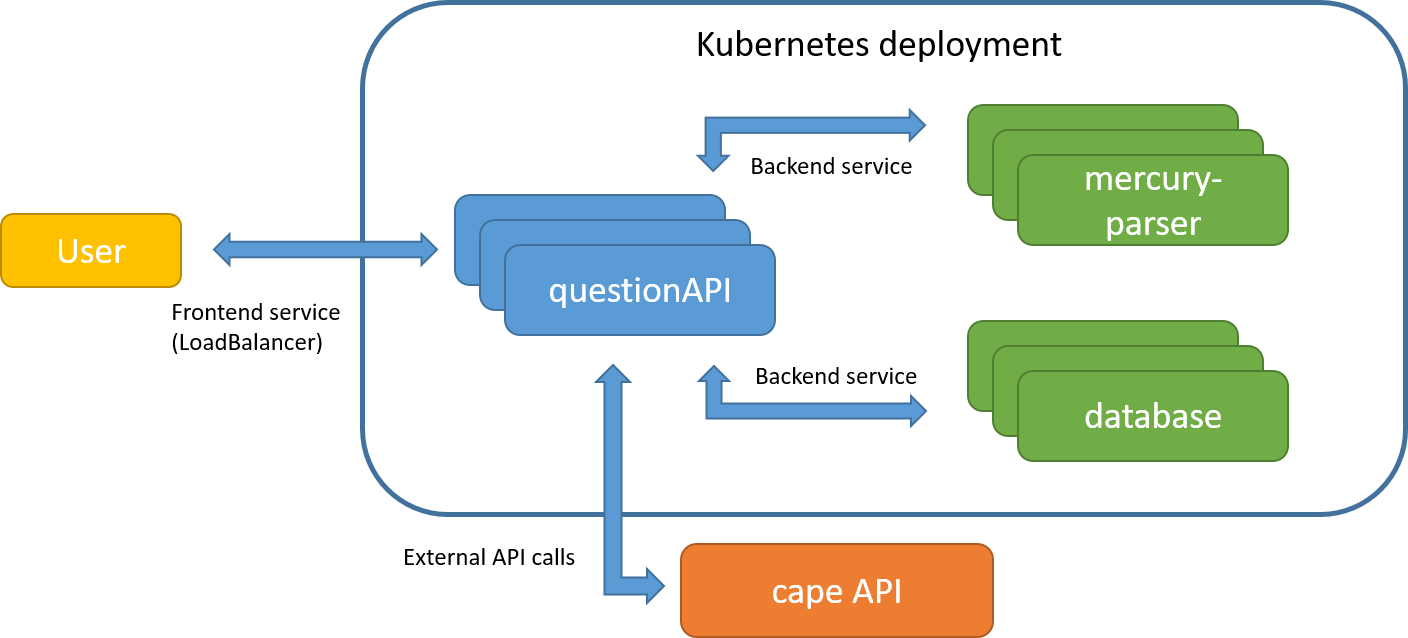 Kubernetes deployment
Backend service
mercury-
parser
User
questionAPI
Frontend service
(LoadBalancer)
Backend service
database
External API calls
cape API